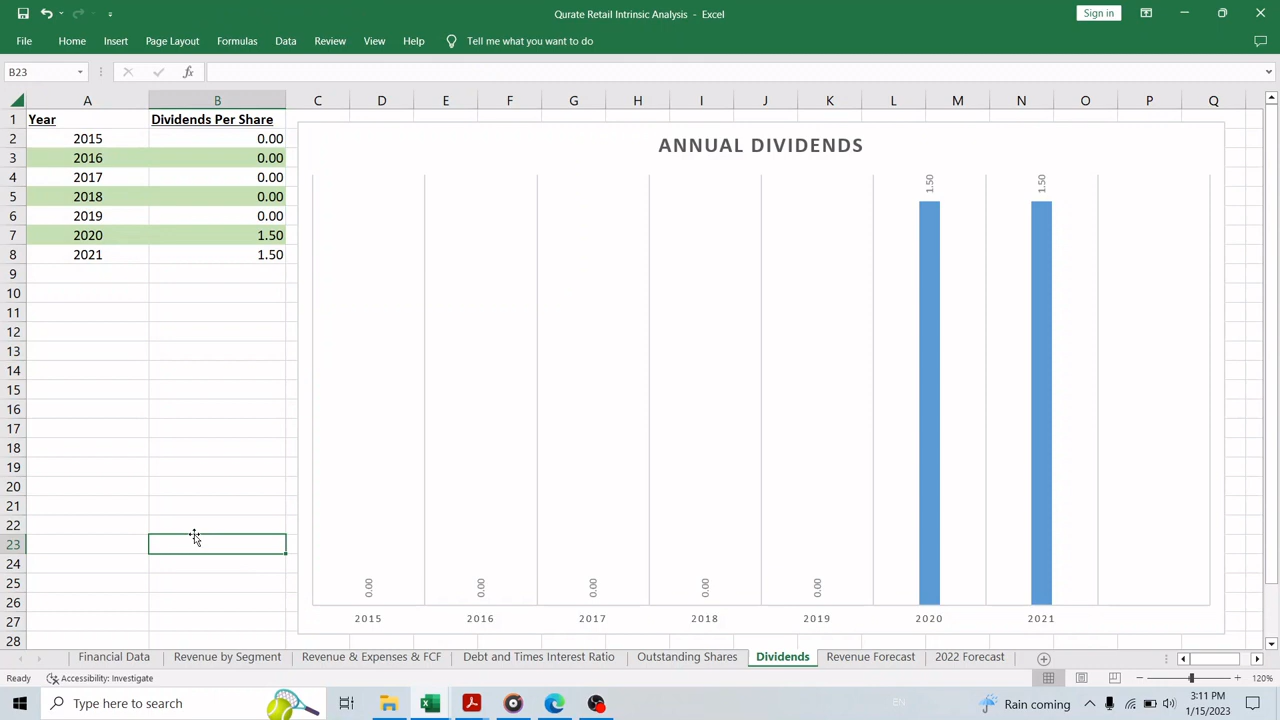 Qurate Retail Intrinsic Analysis - Excel
Sign in
File Home Insert Page Layout Formulas Data Review View Help Tell me what you want to do
B23 fx
A B C D E F G H I J K L M N O P Q
1 Year Dividends Per Share
2 2015 0.00
3 2016 0.00
4 2017 0.00
5 2018 0.00
6 2019 0.00
7 2020 1.50
8 2021 1.50
9
10
11
12
13
14
15
16
17
18
19
20
21
22
23
24
25
26
27
28
ANNUAL DIVIDENDS
1.50 1.50
0.00 0.00 0.00 0.00 0.00
2015 2016 2017 2018 2019 2020 2021
Financial Data Revenue by Segment Revenue & Expenses & FCF Debt and Times Interest Ratio Outstanding Shares Dividends Revenue Forecast 2022 Forecast
Ready Accessibility: Investigate 120%
Type here to search
EN
Rain coming
3:11 PM
1/15/2023